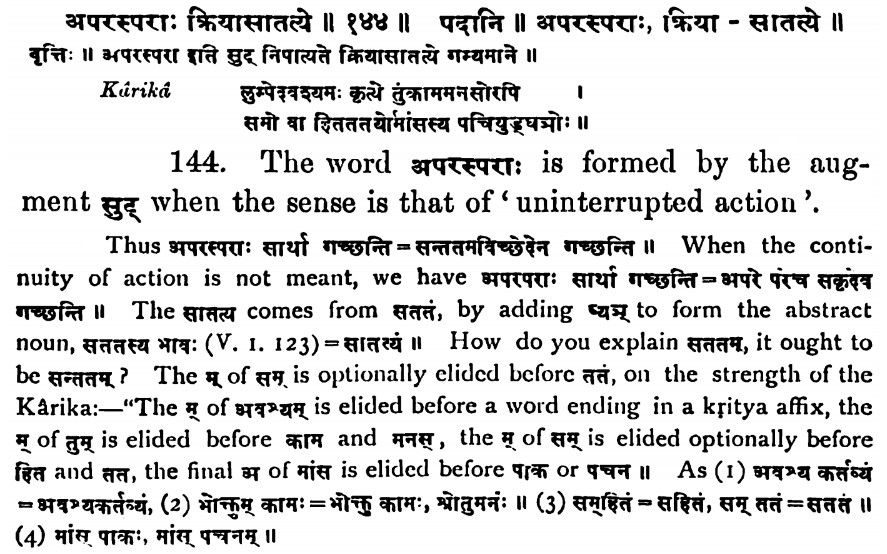 अपरस्पराः क्रियासातत्ये ॥ १४४ ॥ पदानि ॥ अपरस्पराः, क्रिया - सातत्ये ॥
वृत्तिः ॥ अपरस्परा इति सुट् निपात्यते क्रियासातत्ये गम्यमाने ॥
Kârikâ लुम्पेदवश्यमः कृत्ये तुंकाममनसोरपि ।
समो वा हितततयोर्मांसस्य पचियुड्घञोः ॥
144. The word अपरस्पराः is formed by the aug-
ment सुट् when the sense is that of ‘uninterrupted action’.
Thus अपरस्पराः सार्था गच्छन्ति = सन्ततमविच्छेदेन गच्छन्ति ॥ When the conti-
nuity of action is not meant, we have अपरपराः सार्था गच्छन्ति = अपरे परेच सकृदेव
गच्छन्ति ॥ The सातत्य comes from सततं, by adding ष्यञ् to form the abstract
noun, सततस्य भावः (V. 1. 123) = सातत्यं ॥ How do you explain सततम्, it ought to
be सन्ततम् ? The म् of सम् is optionally elided before ततं, on the strength of the
Kârika:—“The म् of अवश्यम् is elided before a word ending in a kṛitya affix, the
म् of तुम् is elided before काम and मनस्, the म् of सम् is elided optionally before
हित and तत, the final अ of मांस is elided before पाक or पचन ॥ As (1) अवश्य कर्तव्यं
= अवश्यकर्तव्यं, (2) भोक्तुम् कामः = भोक्तु कामः, श्रोतुमनः ॥ (3) सम्हितं = सहितं, सम् ततं = सततं ॥
(4) मांस् पाकः, मांस् पचनम् ॥